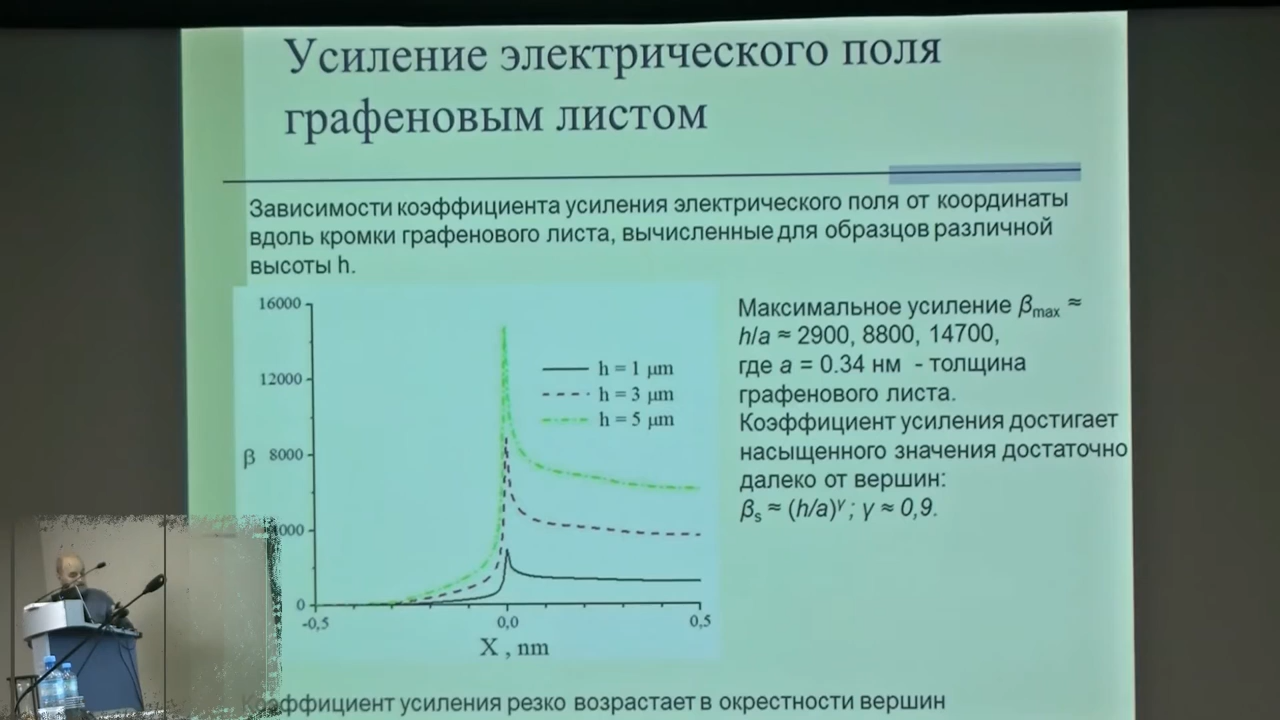 Усиление электрического поля
графеновым листом
Зависимости коэффициента усиления электрического поля от координаты
вдоль кромки графенового листа, вычисленные для образцов различной
высоты h.
16000
12000
8000
4000
0
β
-0,5
0,0
0,5
X , nm
h = 1 μm
h = 3 μm
h = 5 μm
Максимальное усиление βmax ≈
h/a ≈ 2900, 8800, 14700,
где a = 0.34 нм - толщина
графенового листа.
Коэффициент усиления достигает
насыщенного значения достаточно
далеко от вершин:
βs ≈ (h/a)γ ; γ ≈ 0,9.
Коэффициент усиления резко возрастает в окрестности вершин